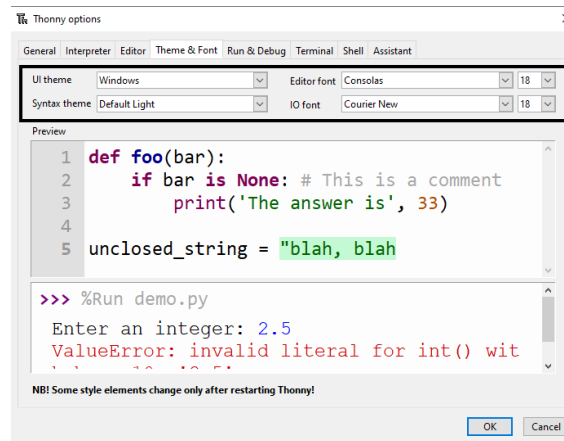 Thonny options
General Interpreter Editor Theme & Font Run & Debug Terminal Shell Assistant
UI theme Windows Editor font Consolas 18
Syntax theme Default Light IO font Courier New 18
Preview
1 def foo(bar):
2 if bar is None: # This is a comment
3 print('The answer is', 33)
4
5 unclosed_string = "blah, blah
>>> %Run demo.py
Enter an integer: 2.5
ValueError: invalid literal for int() wit
NB! Some style elements change only after restarting Thonny!
OK Cancel